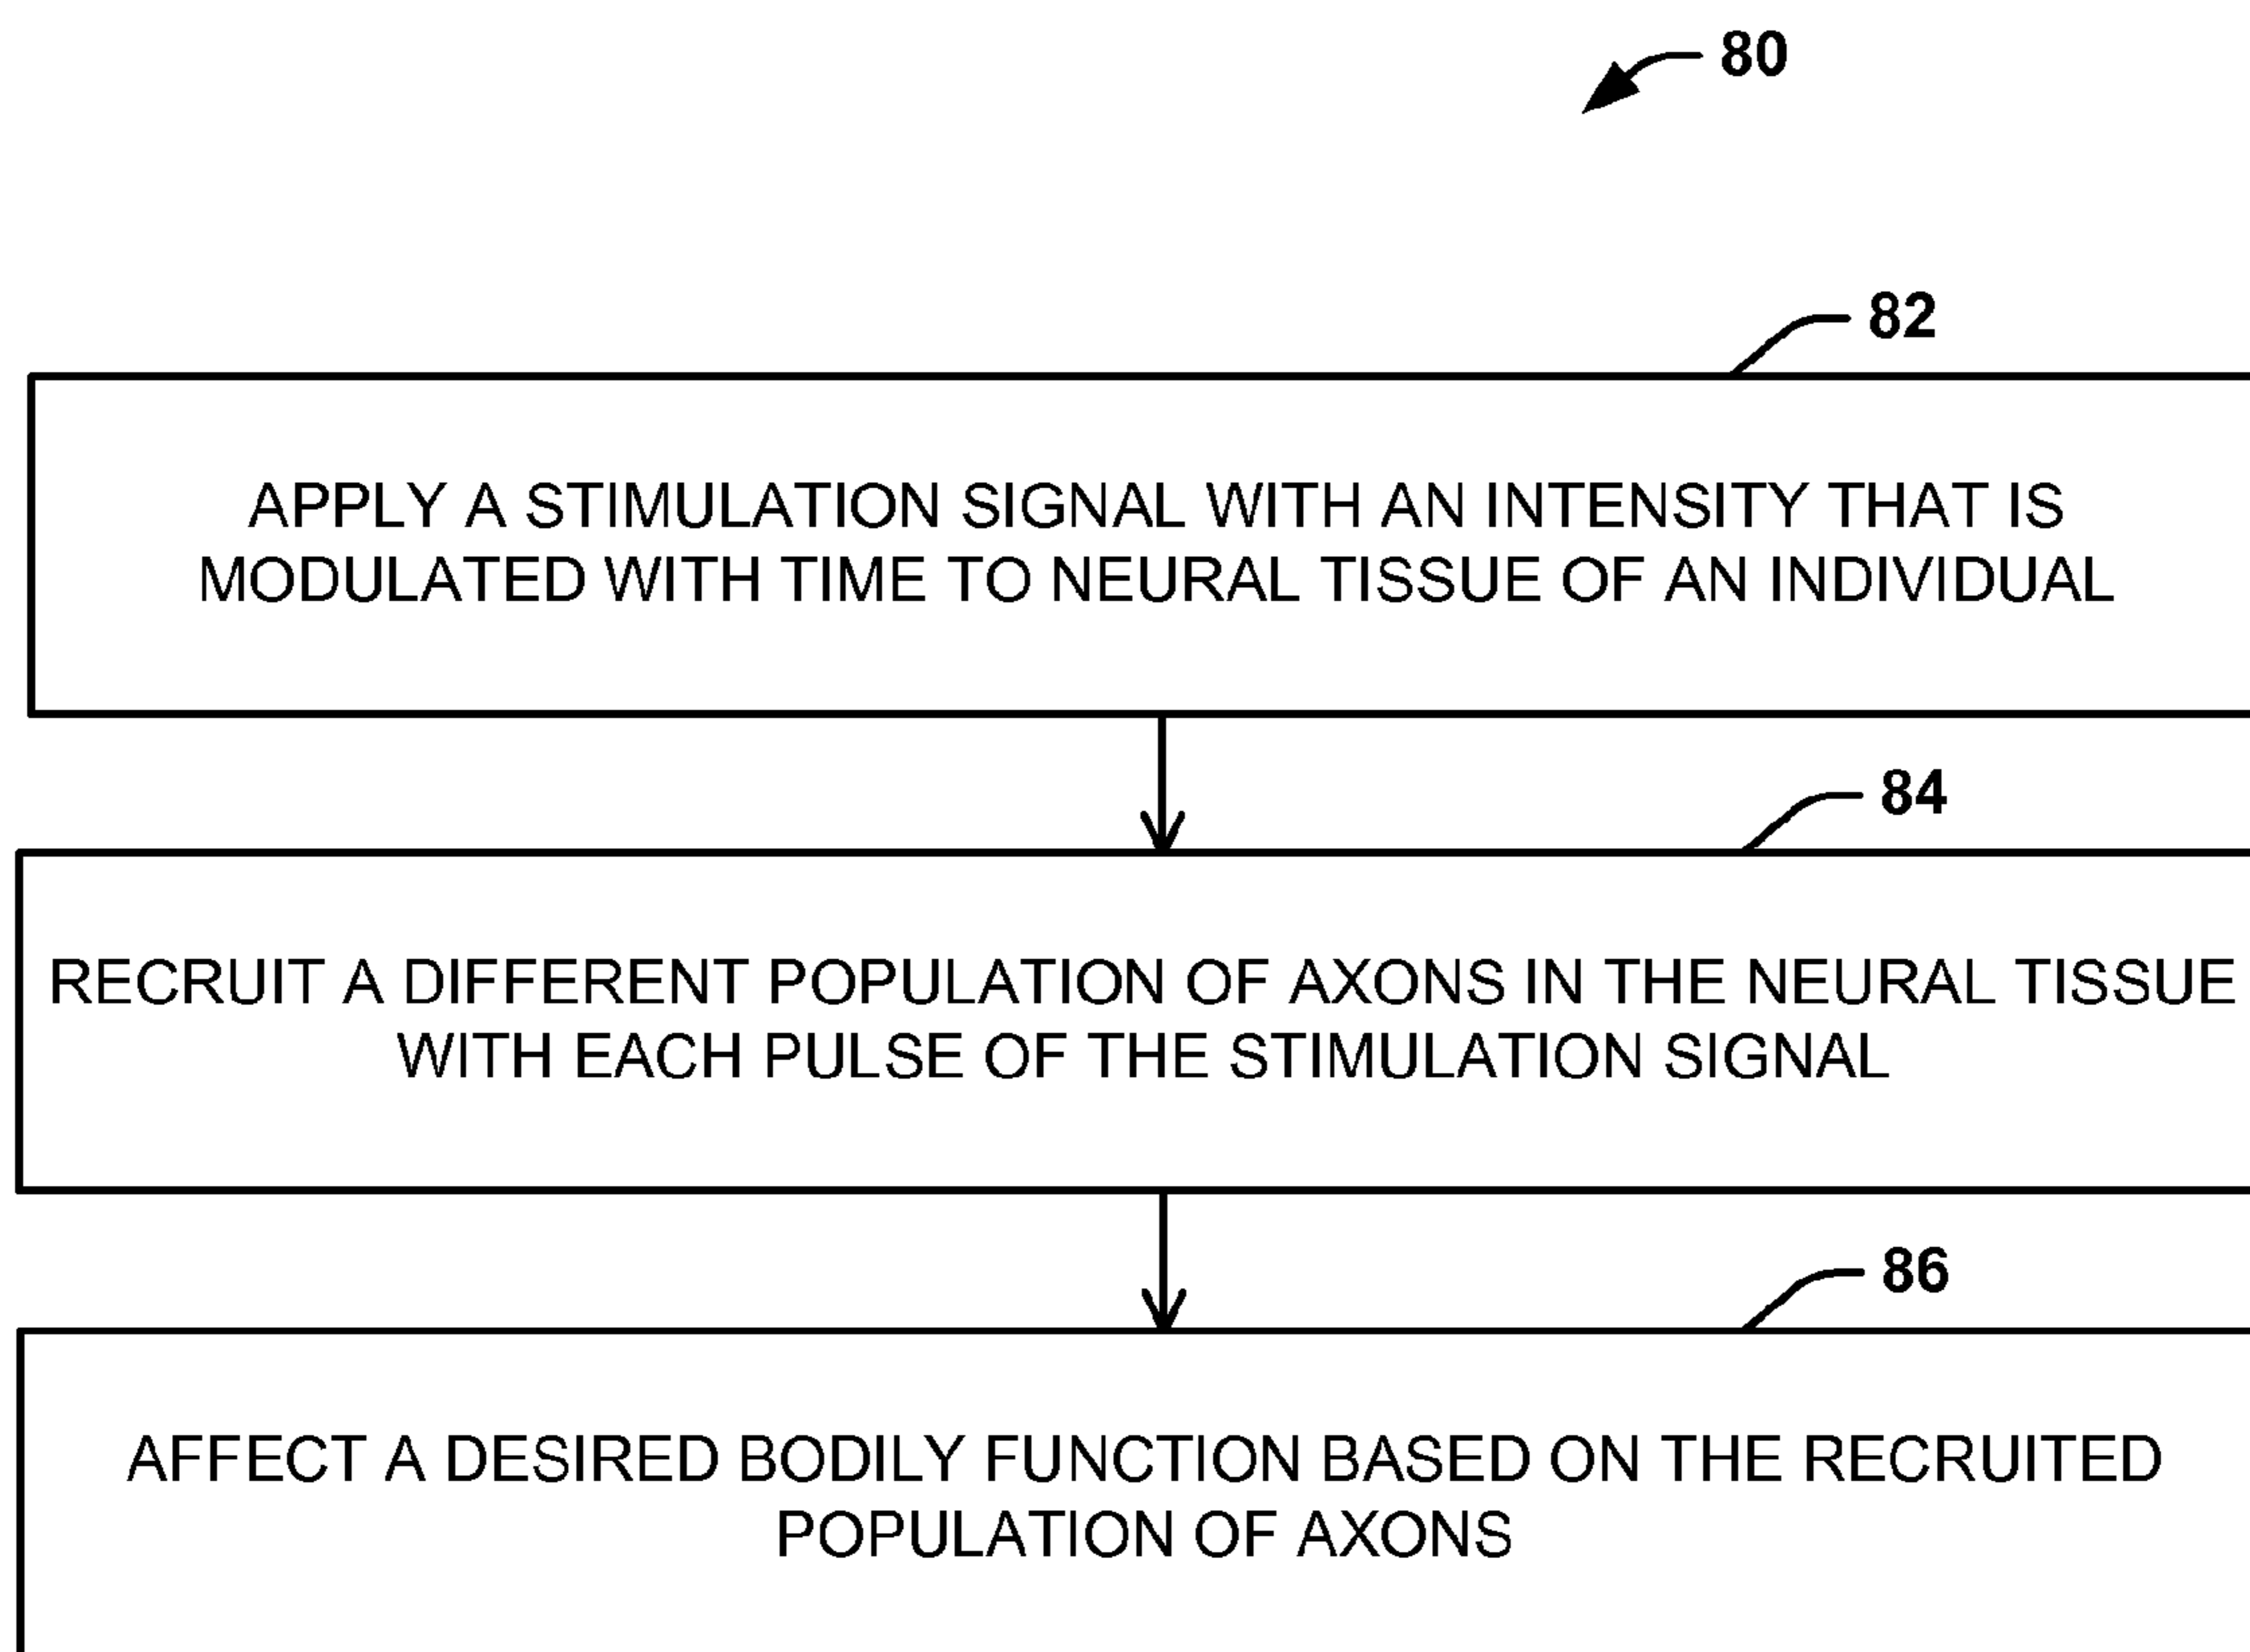 80
82
APPLY A STIMULATION SIGNAL WITH AN INTENSITY THAT IS
MODULATED WITH TIME TO NEURAL TISSUE OF AN INDIVIDUAL
84
RECRUIT A DIFFERENT POPULATION OF AXONS IN THE NEURAL TISSUE
WITH EACH PULSE OF THE STIMULATION SIGNAL
86
AFFECT A DESIRED BODILY FUNCTION BASED ON THE RECRUITED
POPULATION OF AXONS